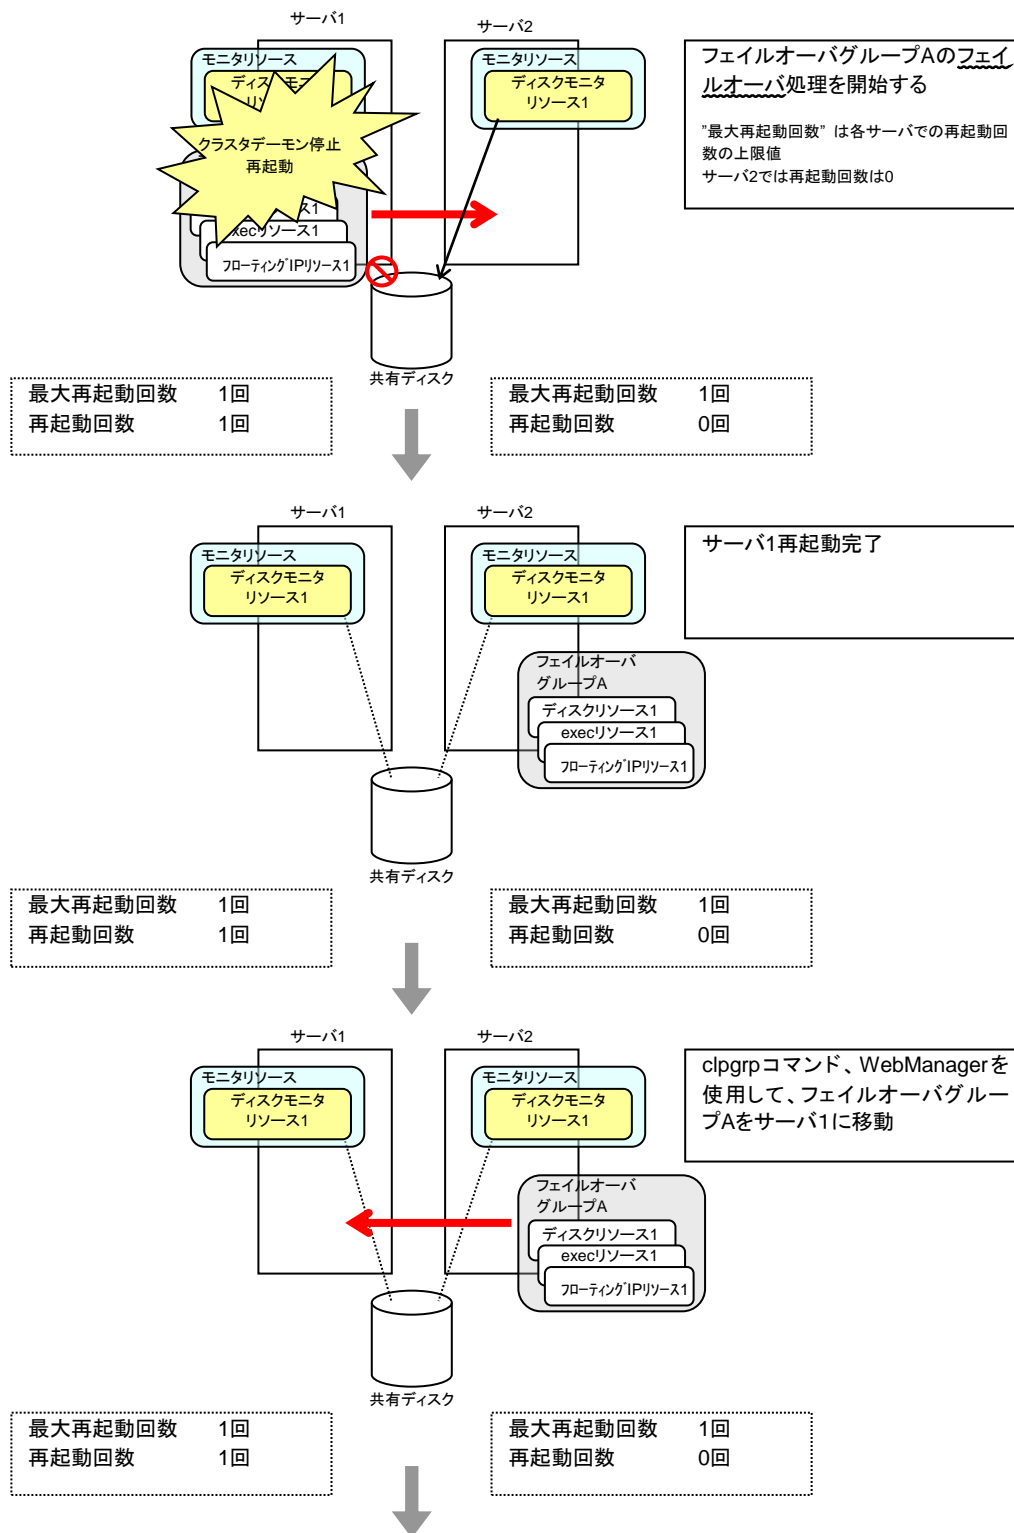 サーバ1
サーバ2
モニタリソース
ディスクモニタ
リソース1
クラスタデーモン停止
再起動
ス1
execリソース1
フローティングIPリソース1
モニタリソース
ディスクモニタ
リソース1
共有ディスク
フェイルオーバグループAのフェイ
ルオーバ処理を開始する
"最大再起動回数" は各サーバでの再起動回
数の上限値
サーバ2では再起動回数は0
最大再起動回数 1回
再起動回数 1回
最大再起動回数 1回
再起動回数 0回
サーバ1
サーバ2
モニタリソース
ディスクモニタ
リソース1
モニタリソース
ディスクモニタ
リソース1
フェイルオーバ
グループA
ディスクリソース1
execリソース1
フローティングIPリソース1
共有ディスク
サーバ1再起動完了
最大再起動回数 1回
再起動回数 1回
最大再起動回数 1回
再起動回数 0回
サーバ1
サーバ2
モニタリソース
ディスクモニタ
リソース1
モニタリソース
ディスクモニタ
リソース1
フェイルオーバ
グループA
ディスクリソース1
execリソース1
フローティングIPリソース1
共有ディスク
clpgrpコマンド、WebManagerを
使用して、フェイルオーバグルー
プAをサーバ1に移動
最大再起動回数 1回
再起動回数 1回
最大再起動回数 1回
再起動回数 0回